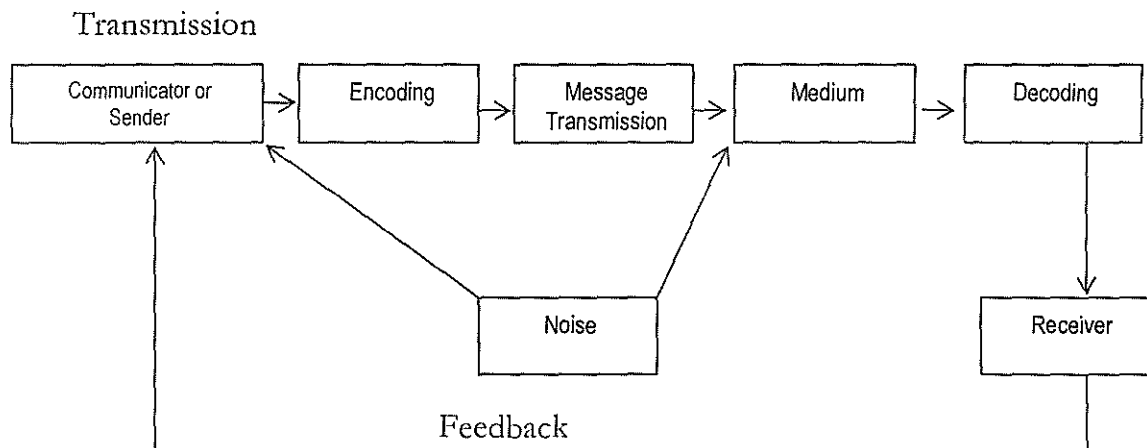 Transmission
Communicator or
Sender
Encoding
Message
Transmission
Medium
Decoding
Noise
Receiver
Feedback